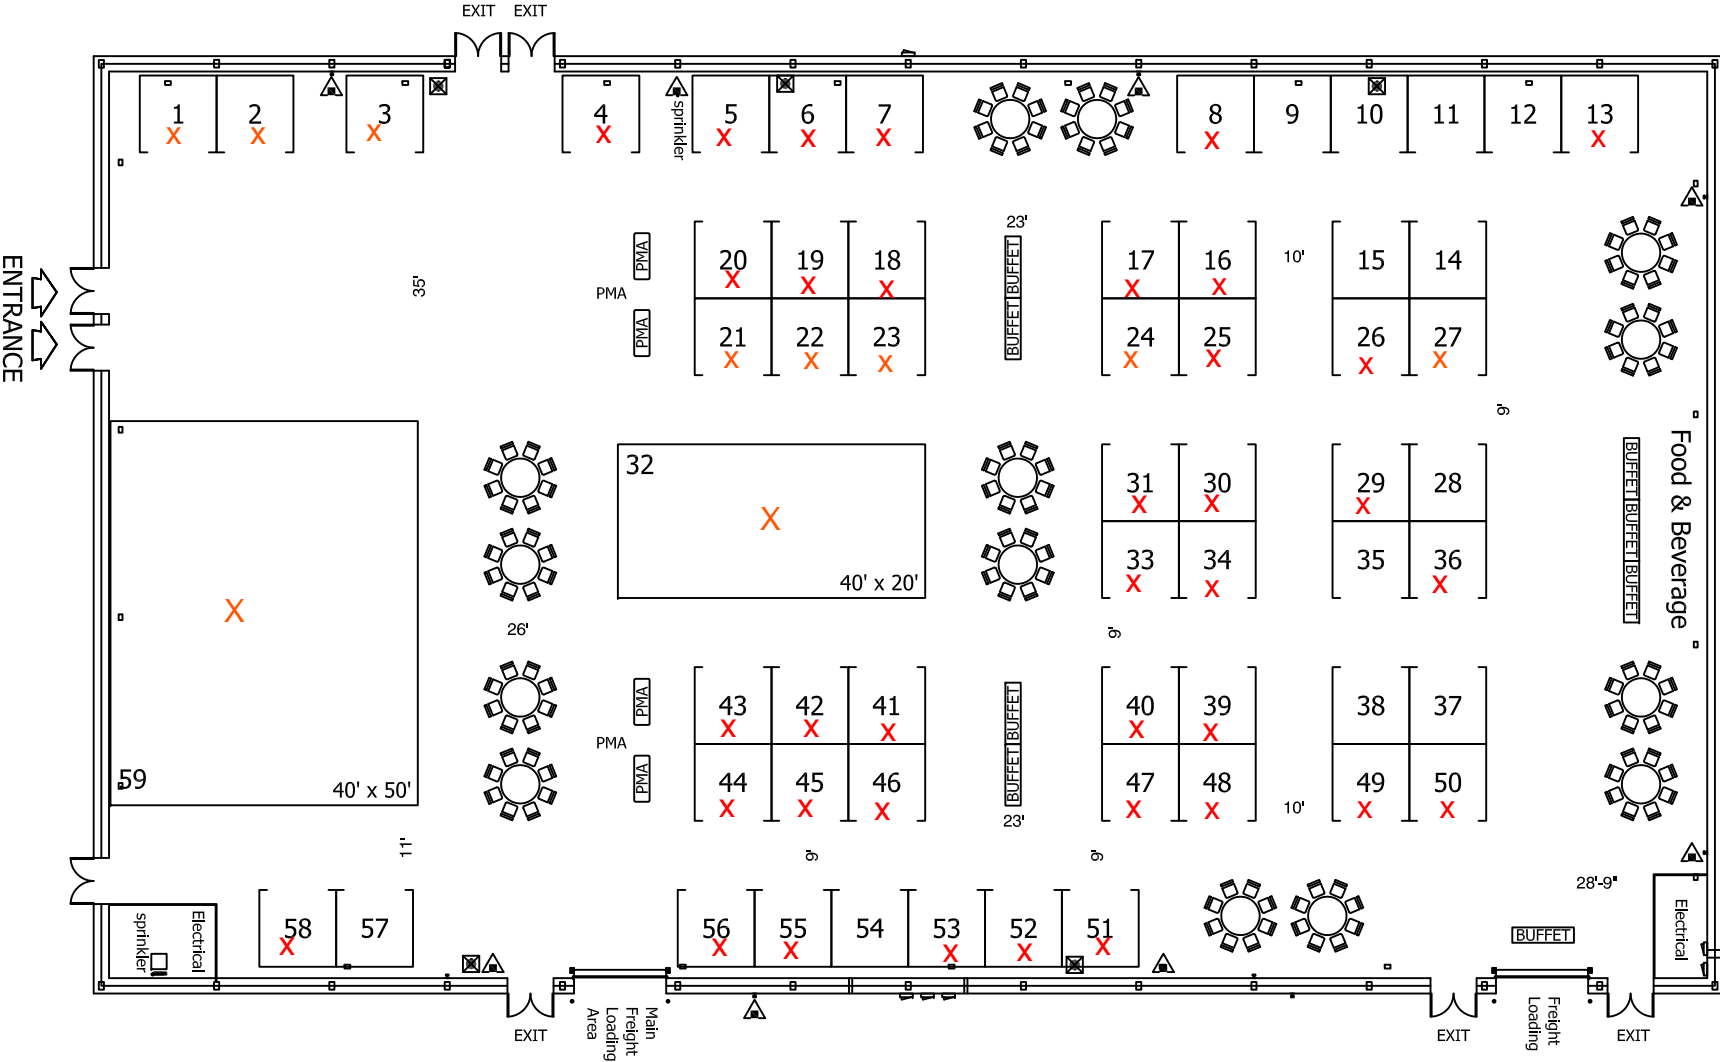 EXIT
EXIT
1
2
3
4
5
6
7
8
9
10
11
12
13
X
X
X
X
X
X
X
X
X
sprinkler
ENTRANCE
35'
PMA
PMA
PMA
20
19
18
X
X
X
21
22
23
X
X
X
23'
BUFFET
BUFFET
17
16
X
X
24
25
X
X
10'
15
14
26
27
X
X
9'
32
X
40' x 20'
31
30
X
X
33
34
X
X
29
28
X
35
36
X
9'
Food & Beverage
BUFFET
BUFFET
BUFFET
X
59
40' x 50'
26'
11'
PMA
PMA
PMA
43
42
41
X
X
X
44
45
46
X
X
X
BUFFET
BUFFET
23'
40
39
X
X
47
48
X
X
10'
38
37
49
50
X
X
9'
9'
28'-9"
Electrical
sprinkler
58
57
X
56
55
54
53
52
51
X
X
X
X
X
BUFFET
Electrical
EXIT
Main
Freight
Loading
Area
EXIT
Freight
Loading
EXIT